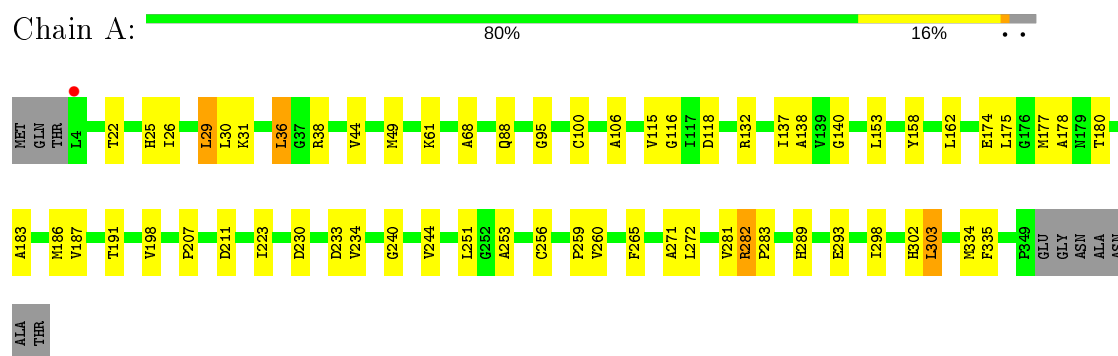 Chain A:
80% 16% • •
MET GLN THR L4 T22 H25 I26 L29 L30 K31 L36 G37 R38 V44 M49 K61 A68 Q88 G95 C100 A106 V115 G116 I117 D118 R132 I137 A138 V139 G140 L153 Y158 L162 E174 L175 G176 M177 A178 N179 T180
A183 M186 V187 T191 V198 P207 D211 I223 D230 D233 V234 G240 V244 L251 G252 A253 C256 P259 V260 F265 A271 L272 V281 R282 P283 H289 E293 I298 H302 L303 M334 F335 P349 GLU GLY ASN ALA ASN
ALA THR